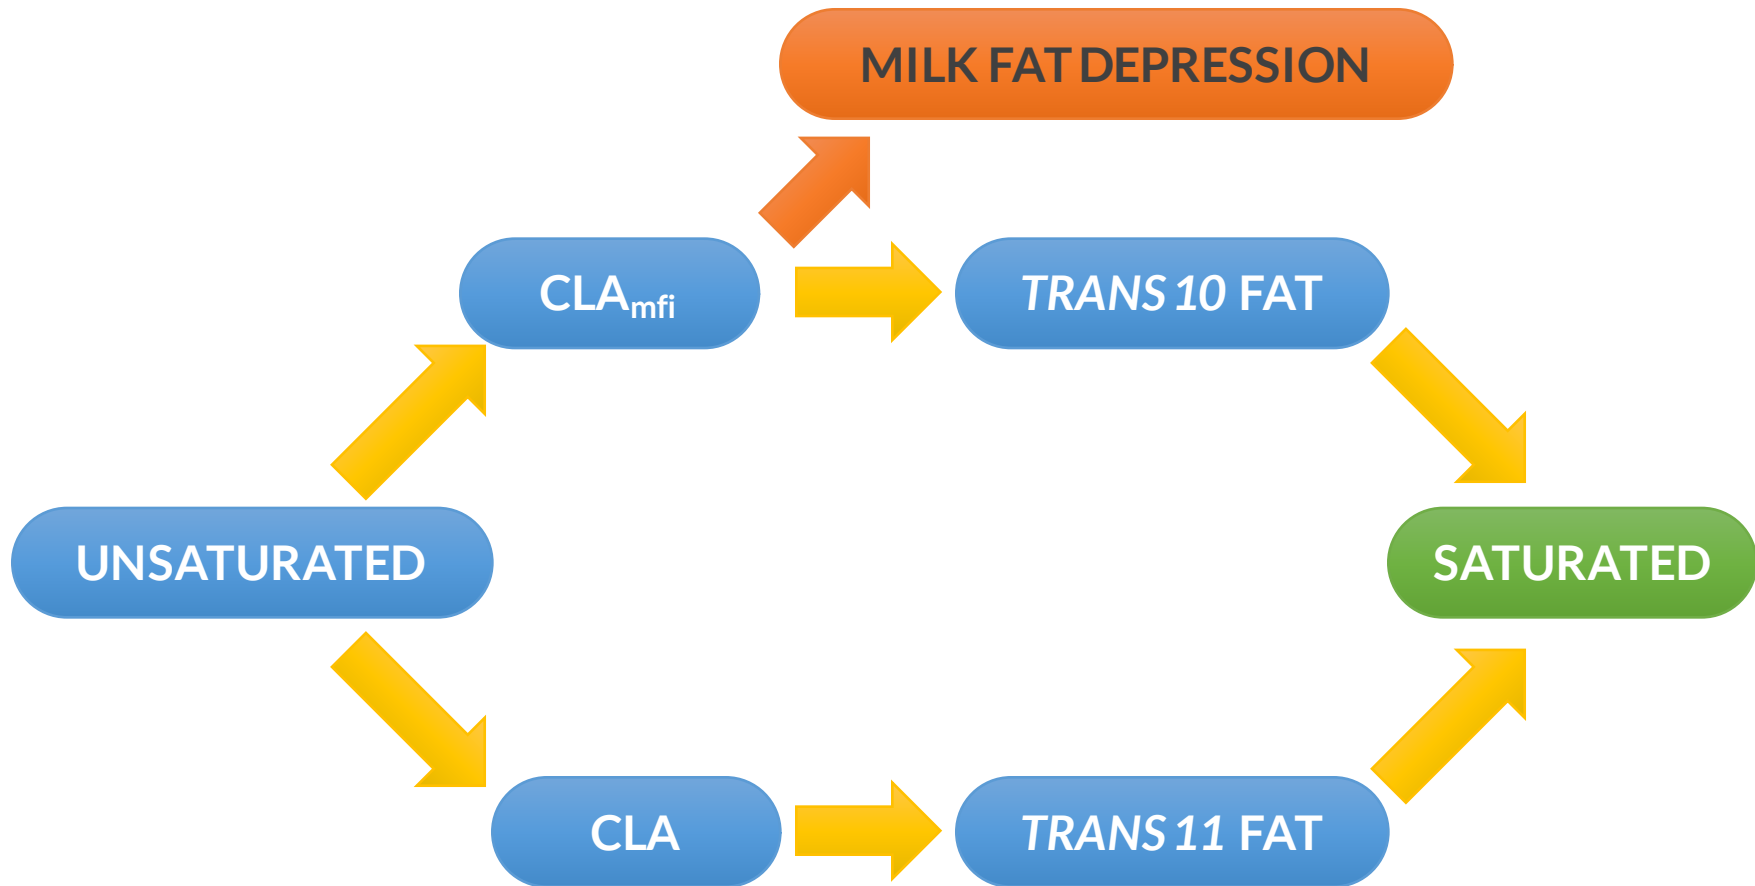 MILK FAT DEPRESSION
CLAmfi
TRANS 10 FAT
UNSATURATED
SATURATED
CLA
TRANS 11 FAT